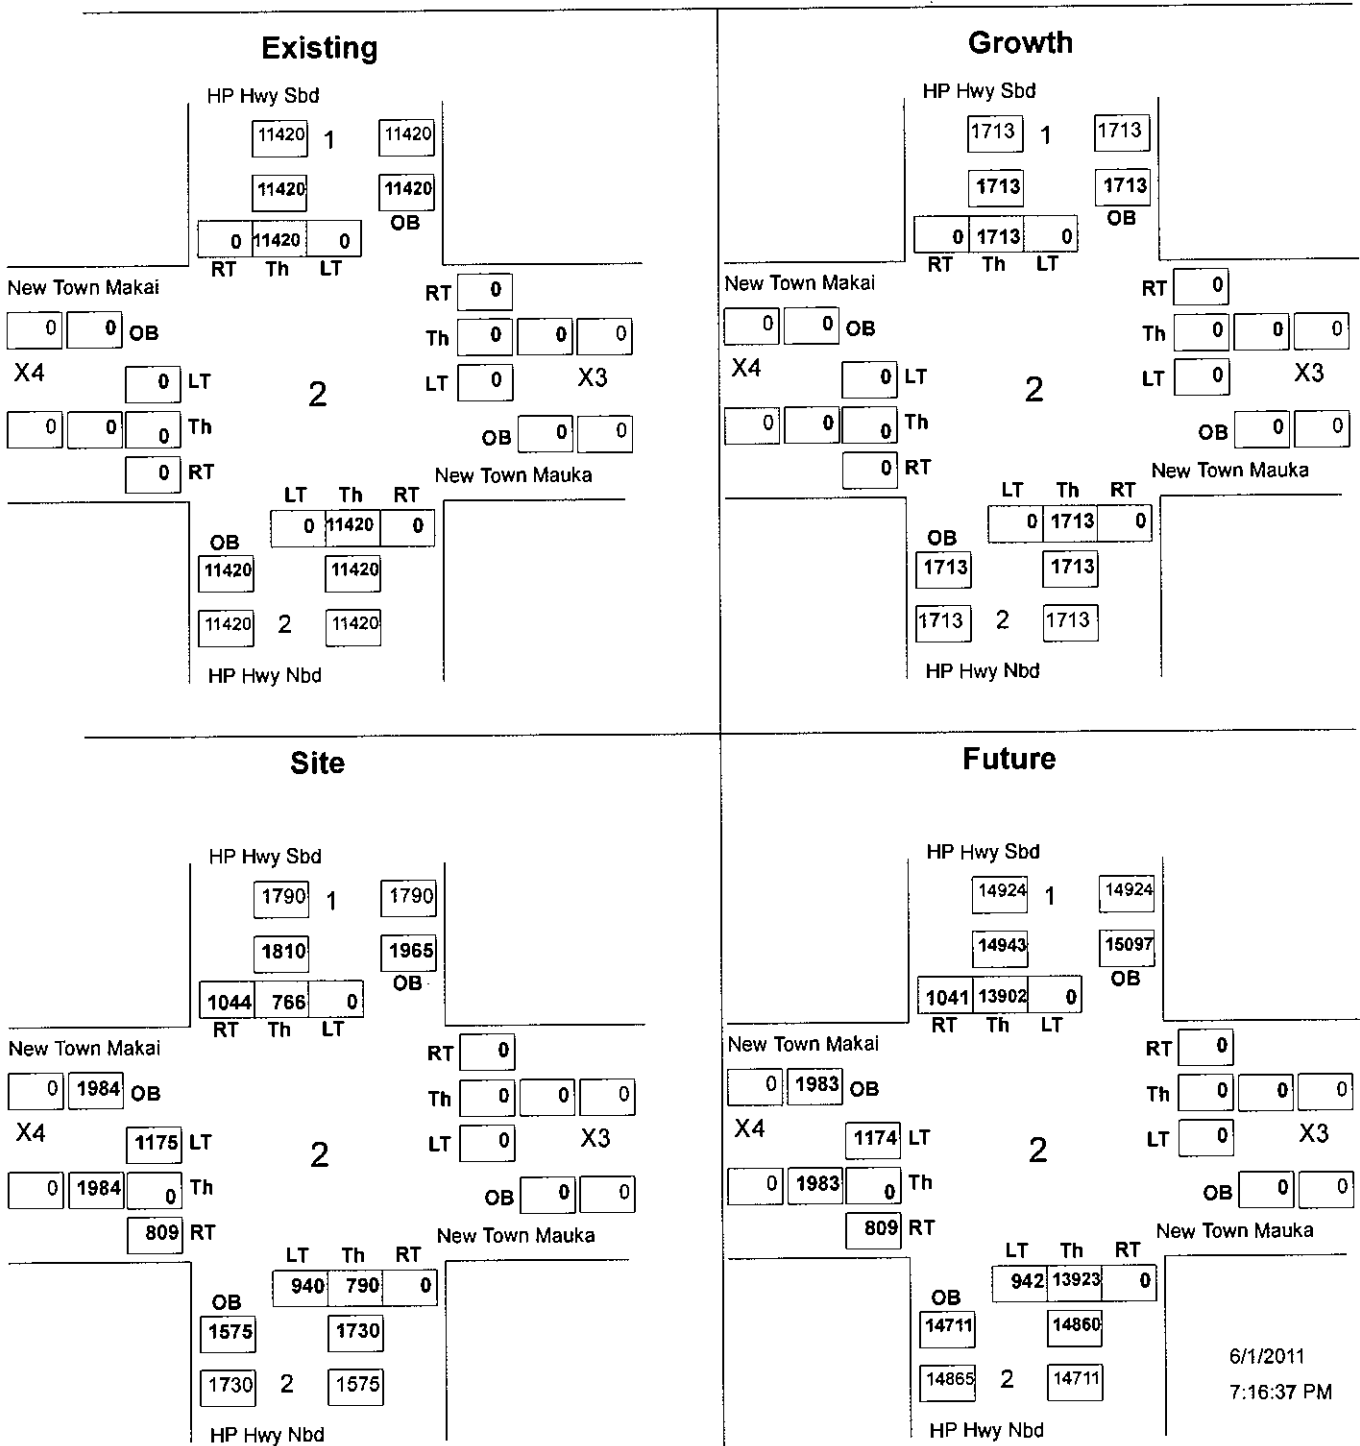 Existing
HP Hwy Sbd
11420 1 11420
11420 11420
OB
0 11420 0
RT Th LT
New Town Makai
0 0 OB
X4
0 LT
0 0 0 Th
0 RT
2
RT 0
Th 0 0 0
LT 0 X3
OB 0 0
New Town Mauka
LT Th RT
0 11420 0
OB
11420 11420
11420 2 11420
HP Hwy Nbd
Growth
HP Hwy Sbd
1713 1 1713
1713 1713
OB
0 1713 0
RT Th LT
New Town Makai
0 0 OB
X4
0 LT
0 0 0 Th
0 RT
2
RT 0
Th 0 0 0
LT 0 X3
OB 0 0
New Town Mauka
LT Th RT
0 1713 0
OB
1713 1713
1713 2 1713
HP Hwy Nbd
Site
HP Hwy Sbd
1790 1 1790
1810 1965
OB
1044 766 0
RT Th LT
New Town Makai
0 1984 OB
X4
1175 LT
0 1984 0 Th
809 RT
2
RT 0
Th 0 0 0
LT 0 X3
OB 0 0
New Town Mauka
LT Th RT
940 790 0
OB
1575 1730
1730 2 1575
HP Hwy Nbd
Future
HP Hwy Sbd
14924 1 14924
14943 15097
OB
1041 13902 0
RT Th LT
New Town Makai
0 1983 OB
X4
1174 LT
0 1983 0 Th
809 RT
2
RT 0
Th 0 0 0
LT 0 X3
OB 0 0
New Town Mauka
LT Th RT
942 13923 0
OB
14711 14860
14865 2 14711
HP Hwy Nbd
6/1/2011
7:16:37 PM